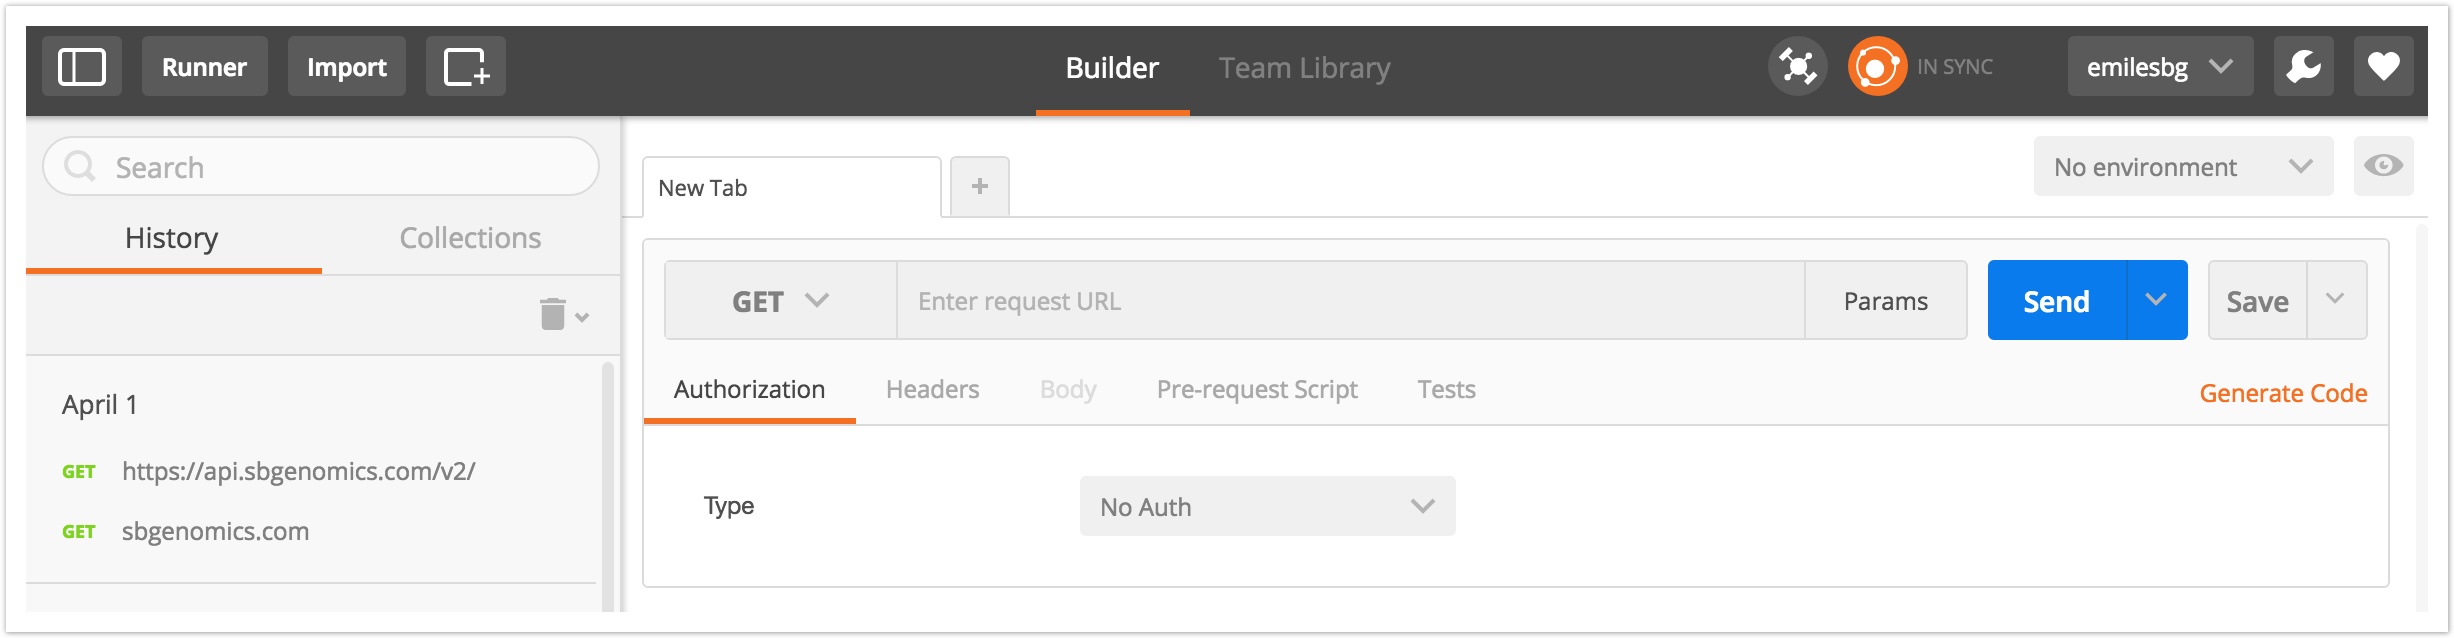 Runner Import Builder Team Library IN SYNC emilesbg
Search
No environment
New Tab +
History Collections
GET Enter request URL Params Send Save
Authorization Headers Body Pre-request Script Tests Generate Code
April 1
GET https://api.sbgenomics.com/v2/
Type No Auth
GET sbgenomics.com